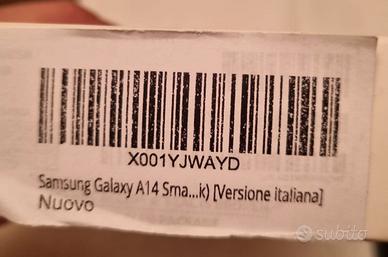 X001YJWAYD
Samsung Galaxy A14 Sma...k) [Versione italiana]
Nuovo
subito